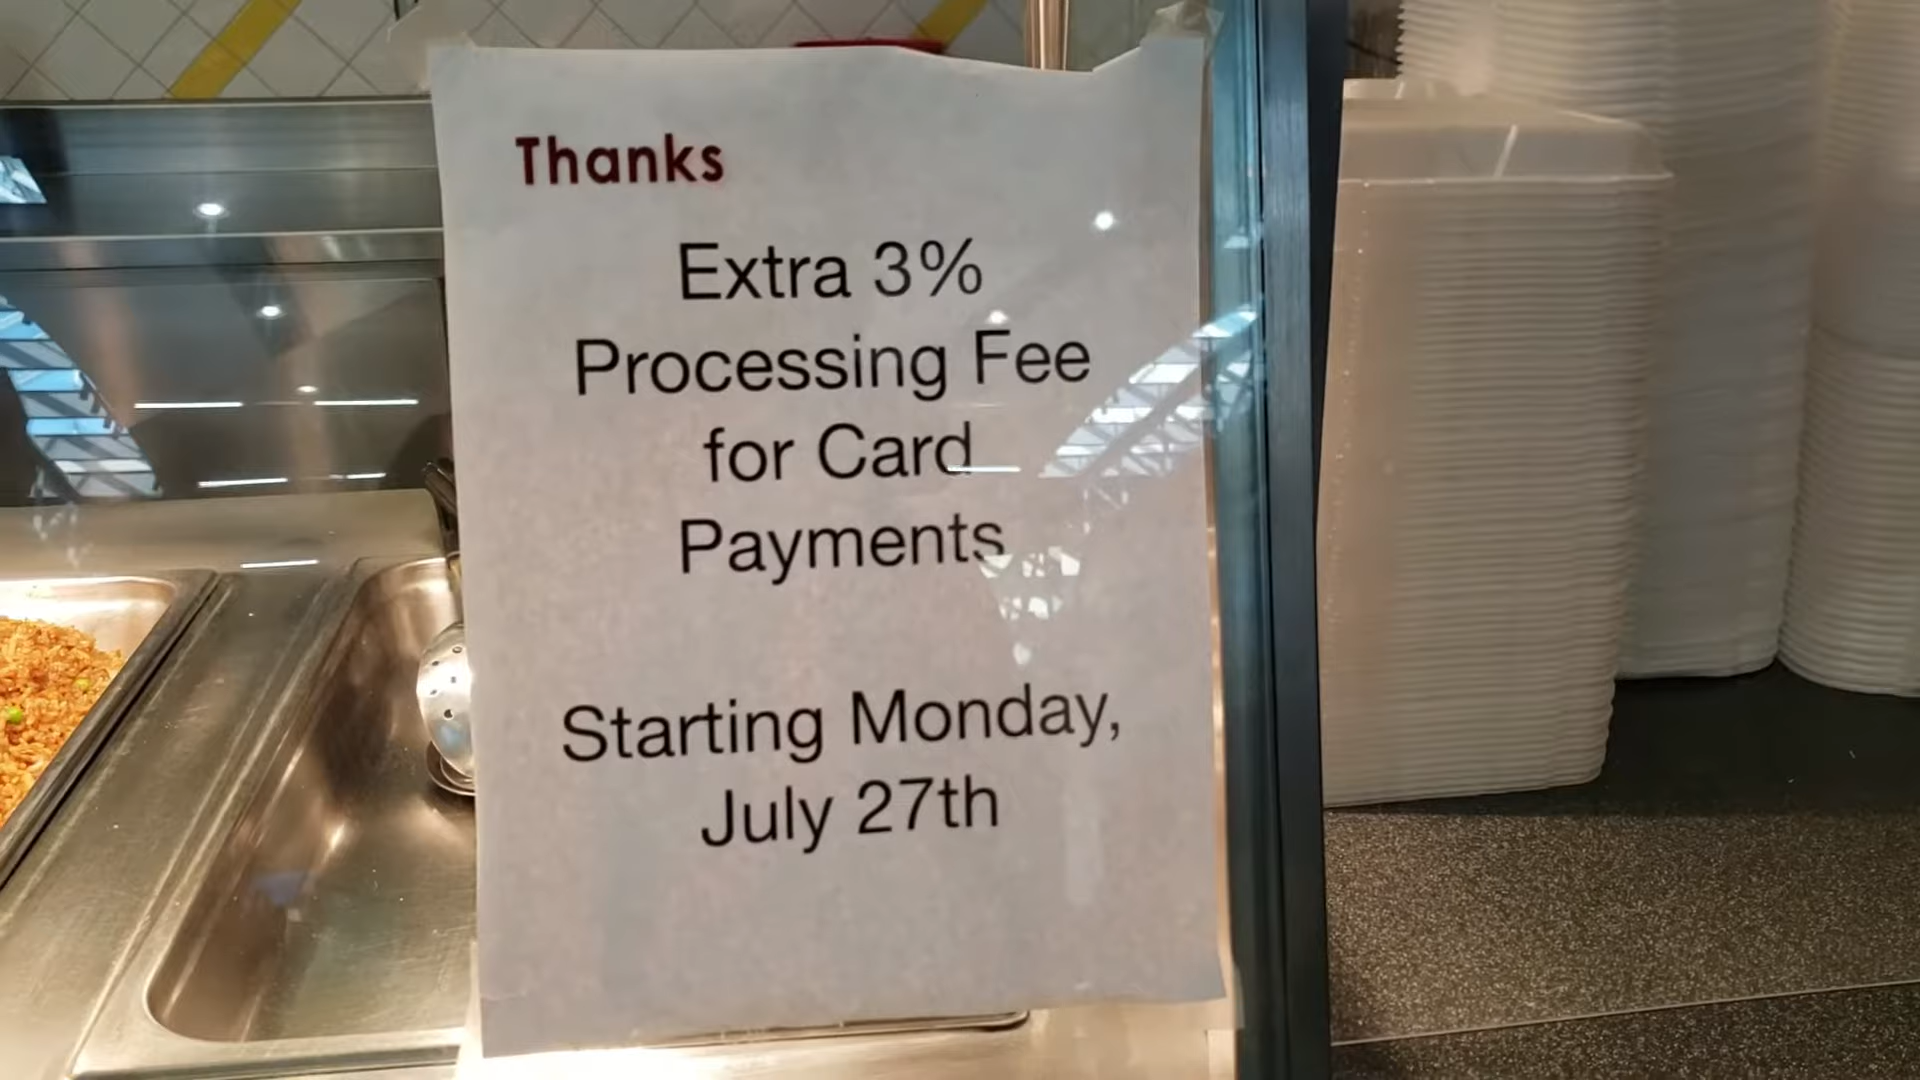 Thanks
Extra 3%
Processing Fee
for Card
Payments
Starting Monday,
July 27th